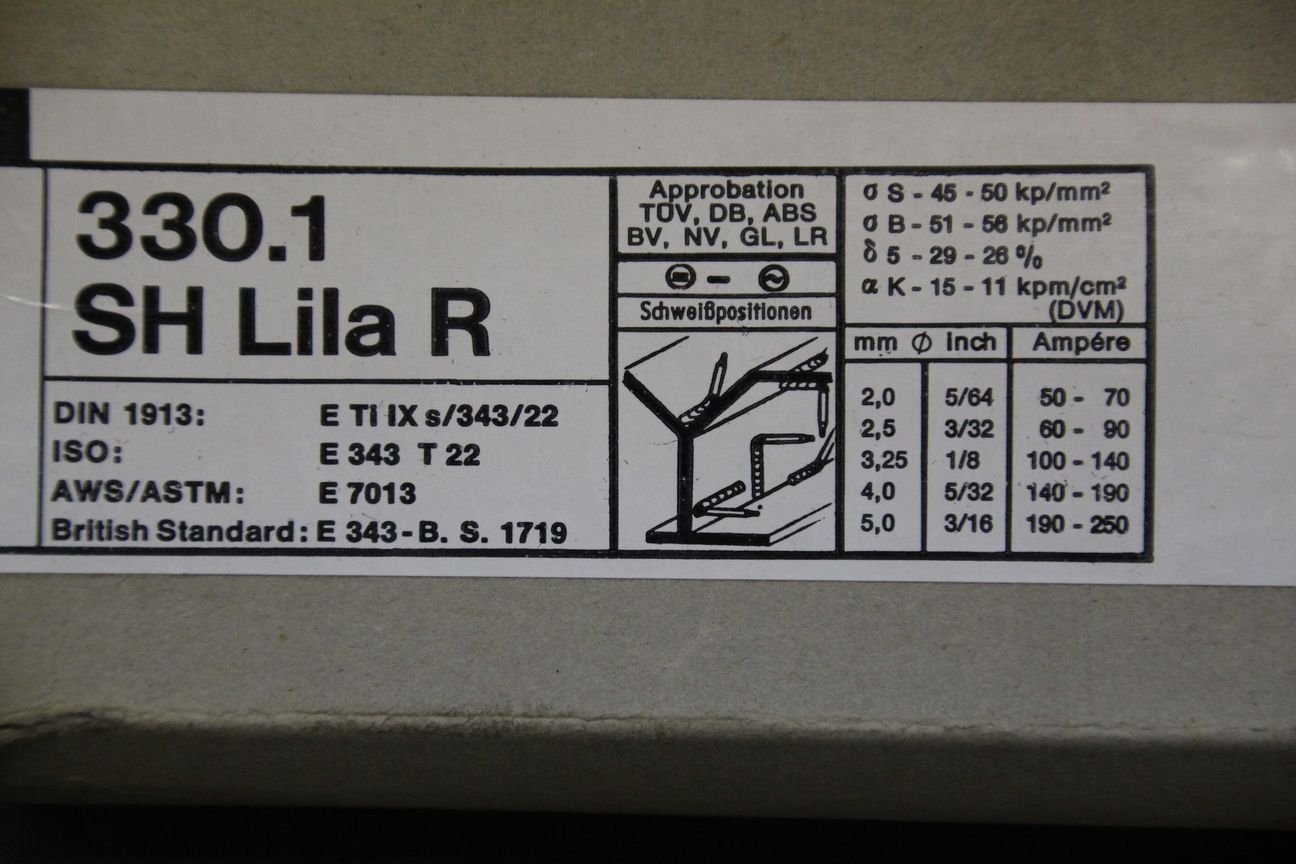 330.1
SH Lila R
DIN 1913: E Ti IX s/343/22
ISO: E 343 T 22
AWS/ASTM: E 7013
British Standard: E 343-B. S. 1719
Approbation
TÜV, DB, ABS
BV, NV, GL, LR
Schweißpositionen
σ S - 45 - 50 kp/mm²
σ B - 51 - 56 kp/mm²
δ 5 - 29 - 26 %
α K - 15 - 11 kpm/cm²
(DVM)
mm Ø inch Ampére
2,0 5/64 50 - 70
2,5 3/32 60 - 90
3,25 1/8 100 - 140
4,0 5/32 140 - 190
5,0 3/16 190 - 250